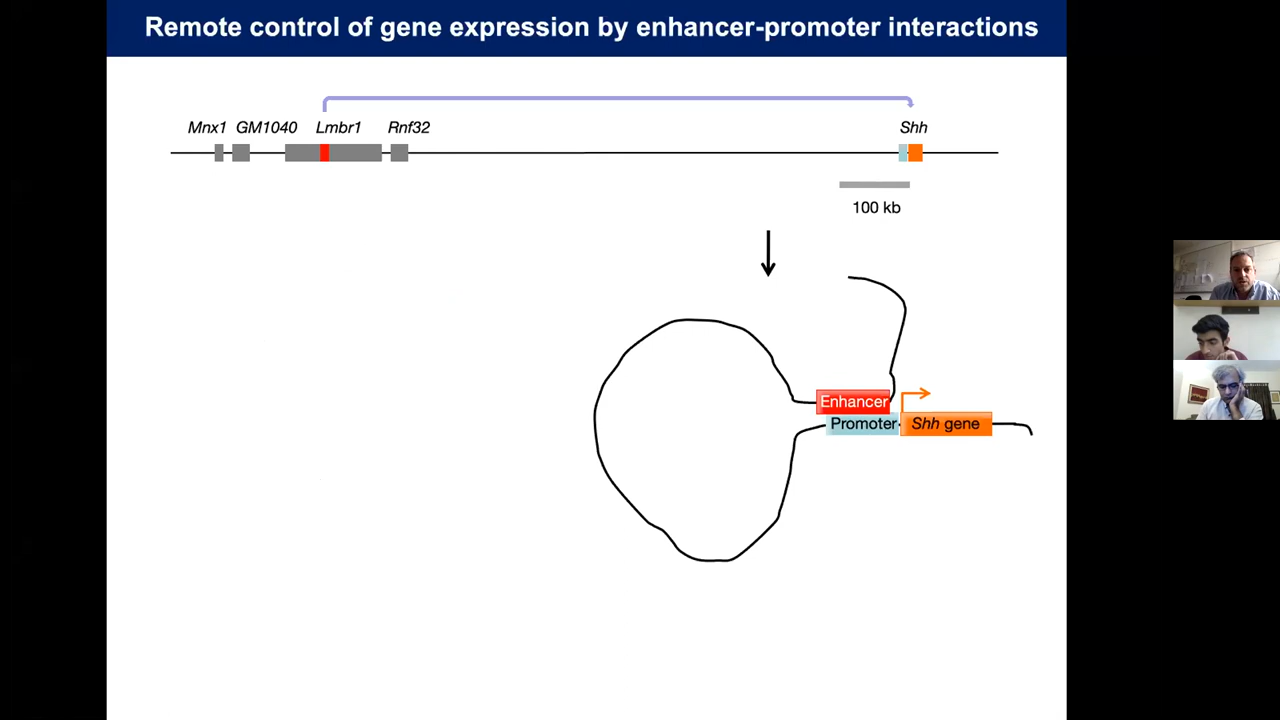 Remote control of gene expression by enhancer-promoter interactions
Mnx1 GM1040 Lmbr1 Rnf32 Shh
100 kb
Enhancer
Promoter Shh gene